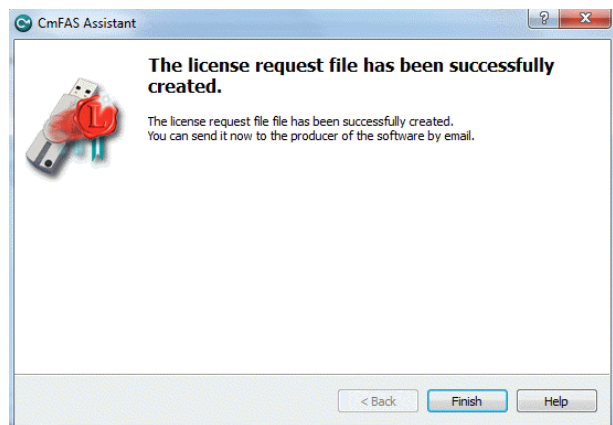 CmFAS Assistant
The license request file has been successfully
created.
The license request file file has been successfully created.
You can send it now to the producer of the software by email.
L
< Back
Finish
Help